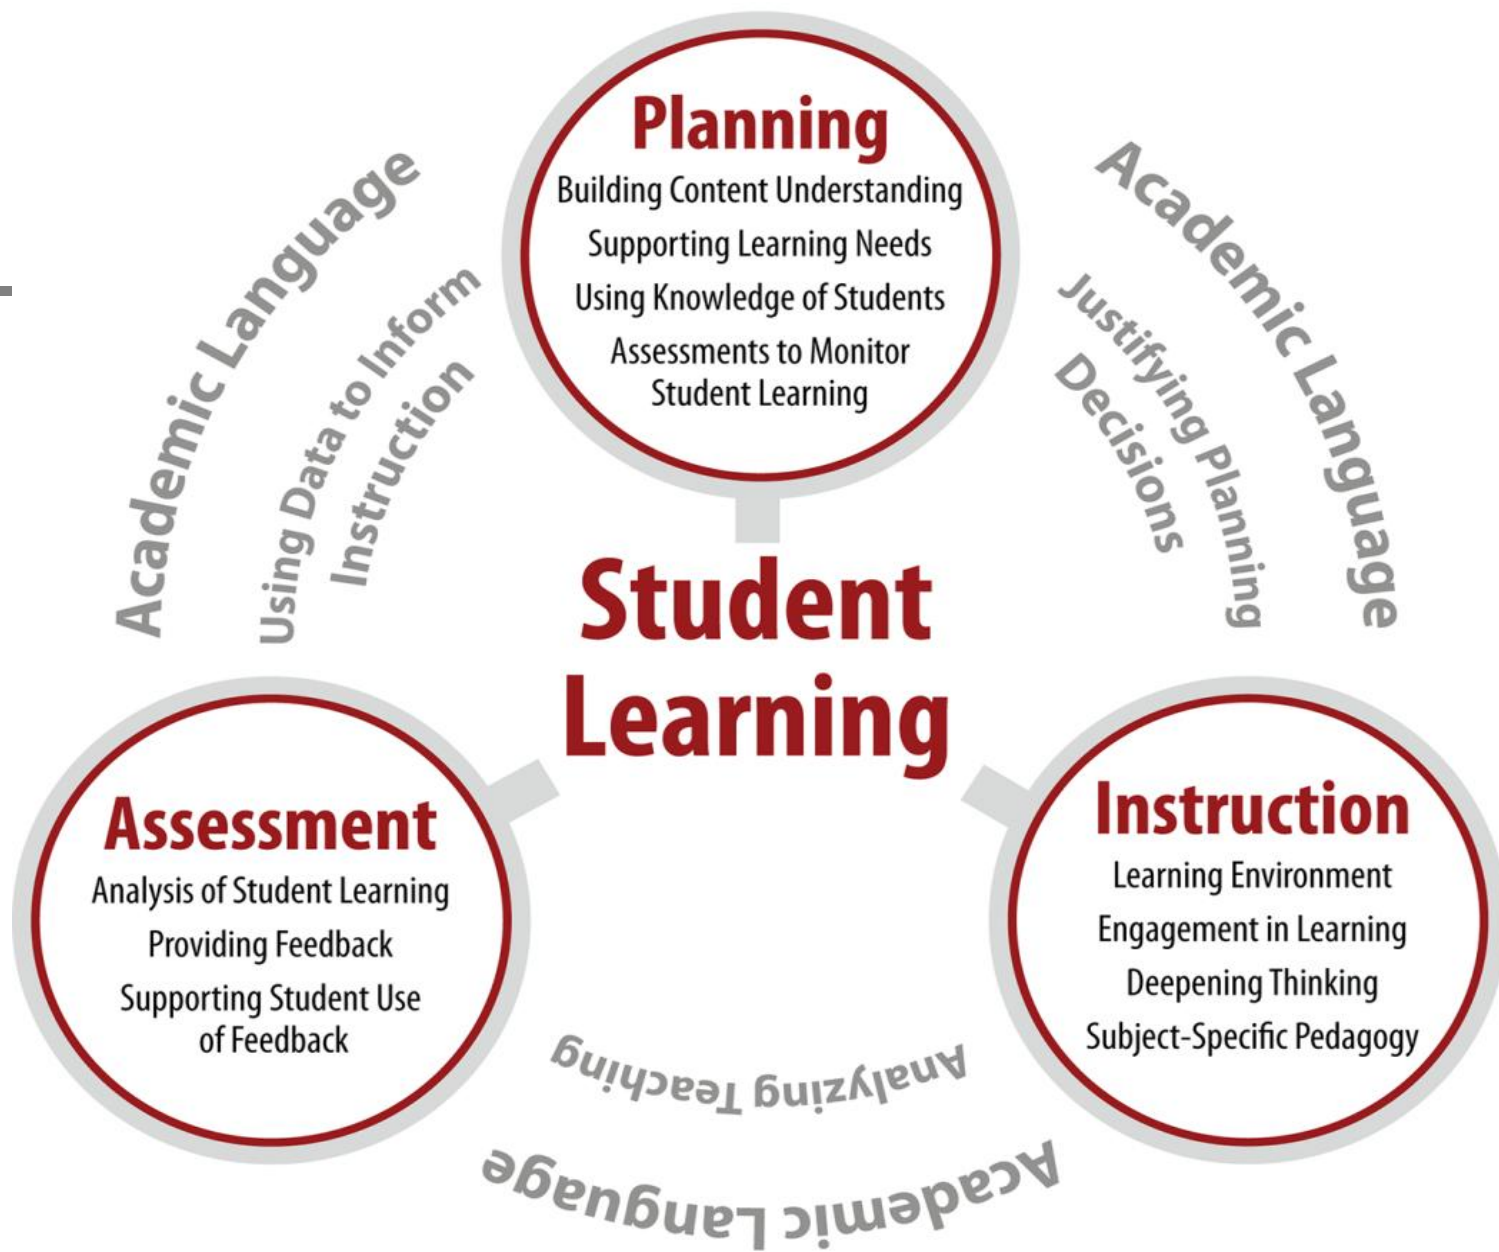 Planning
Building Content Understanding
Supporting Learning Needs
Using Knowledge of Students
Assessments to Monitor
Student Learning
Academic Language
Justifying Planning
Decisions
Instruction
Learning Environment
Engagement in Learning
Deepening Thinking
Subject-Specific Pedagogy
Academic Language
Analyzing Teaching
Assessment
Analysis of Student Learning
Providing Feedback
Supporting Student Use
of Feedback
Academic Language
Using Data to Inform
Instruction
Student
Learning